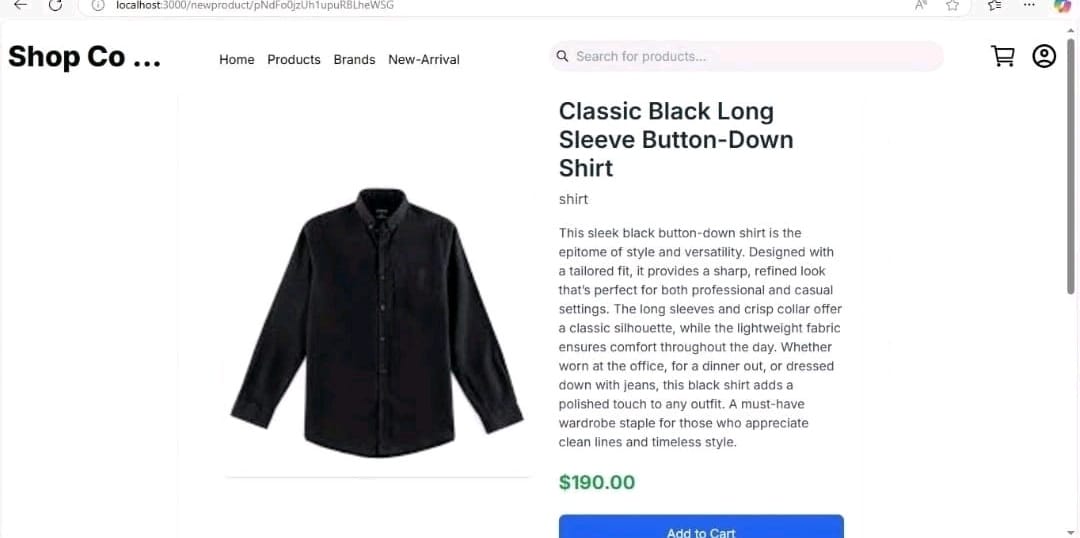 localhost:3000/newproduct/pNdFo0jzUh1upuRBLheWSG
Shop Co ...
Home Products Brands New-Arrival
Search for products...
Classic Black Long
Sleeve Button-Down
Shirt
shirt
This sleek black button-down shirt is the
epitome of style and versatility. Designed with
a tailored fit, it provides a sharp, refined look
that's perfect for both professional and casual
settings. The long sleeves and crisp collar offer
a classic silhouette, while the lightweight fabric
ensures comfort throughout the day. Whether
worn at the office, for a dinner out, or dressed
down with jeans, this black shirt adds a
polished touch to any outfit. A must-have
wardrobe staple for those who appreciate
clean lines and timeless style.
$190.00
Add to Cart